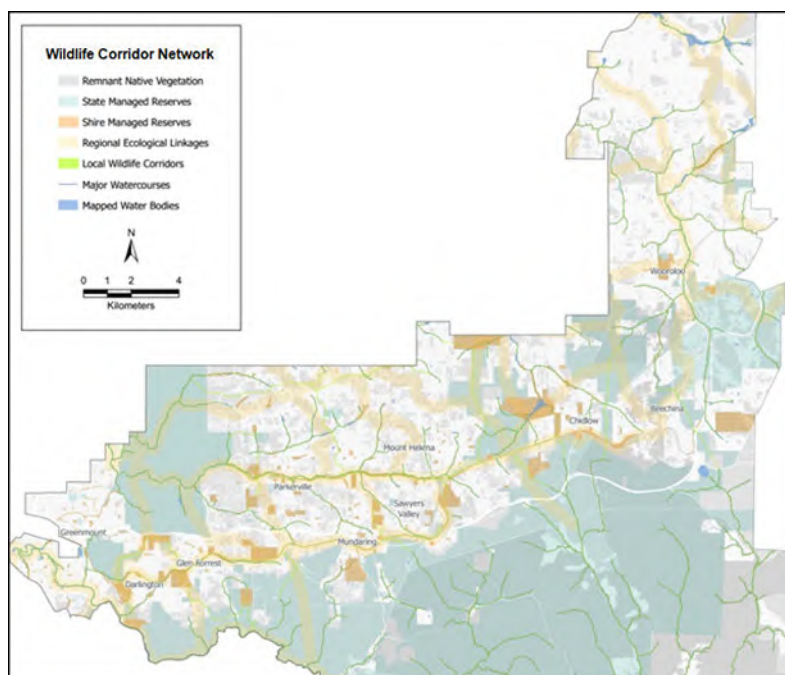 Wildlife Corridor Network
Remnant Native Vegetation
State Managed Reserves
Shire Managed Reserves
Regional Ecological Linkages
Local Wildlife Corridors
Major Watercourses
Mapped Water Bodies
N
0 1 2 4
Kilometers
Wooroloo
Beechina
Chidlow
Mount Helena
Parkerville
Sawyers
Valley
Greenmount
Mundaring
Glen Forrest
Darlington